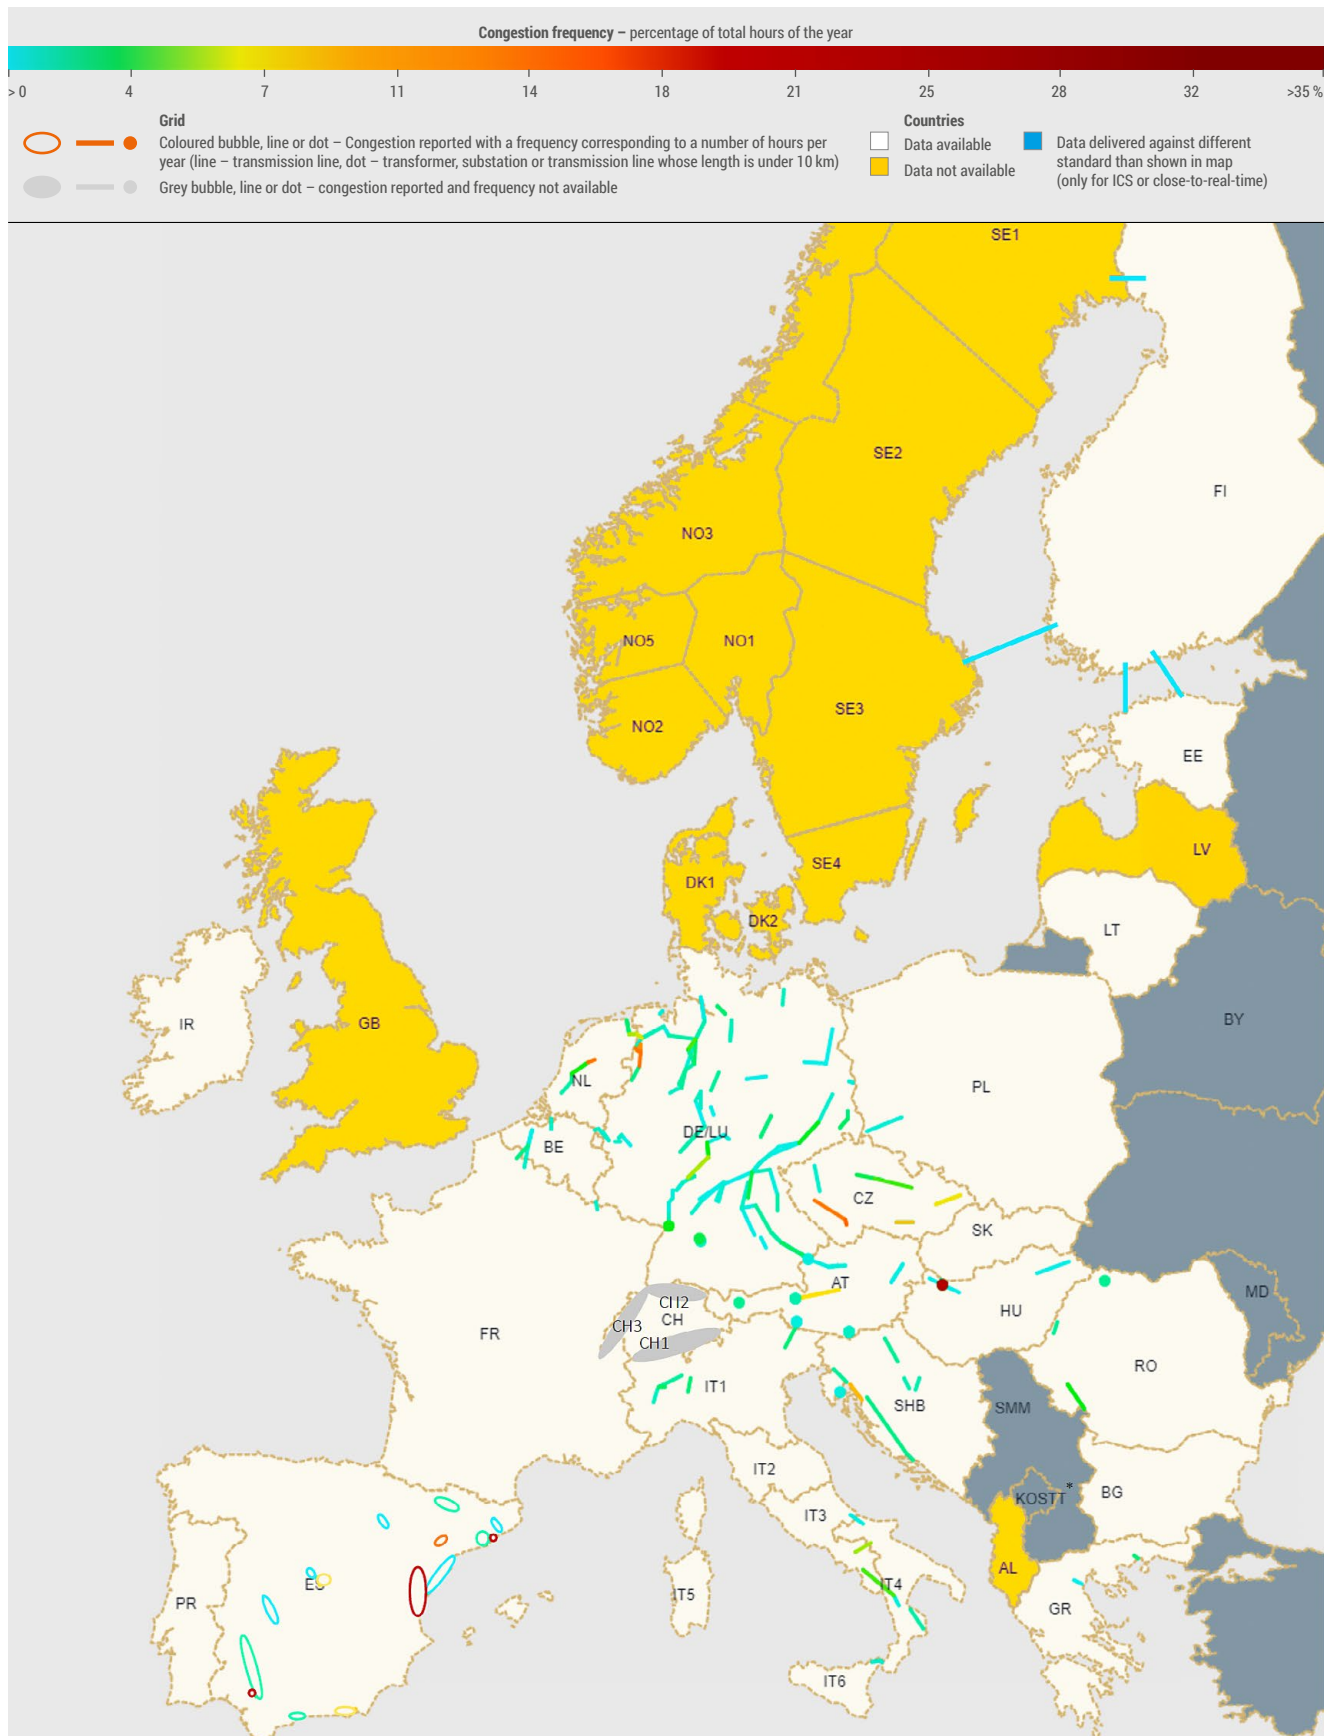 Congestion frequency – percentage of total hours of the year
> 0 4 7 11 14 18 21 25 28 32 >35 %
Grid
Coloured bubble, line or dot – Congestion reported with a frequency corresponding to a number of hours per
year (line – transmission line, dot – transformer, substation or transmission line whose length is under 10 km)
Grey bubble, line or dot – congestion reported and frequency not available
Countries
Data available
Data not available
Data delivered against different
standard than shown in map
(only for ICS or close-to-real-time)
SE1
SE2
FI
NO3
NO5
NO1
SE3
NO2
EE
LV
SE4
DK1
DK2
LT
IR
GB
BY
NL
PL
DE/LU
BE
CZ
SK
AT
MD
CH2
HU
CH
CH3
FR
CH1
RO
IT1
SHB
SMM
IT2
KOSTT*
BG
IT3
AL
ES
IT4
PR
IT5
GR
IT6